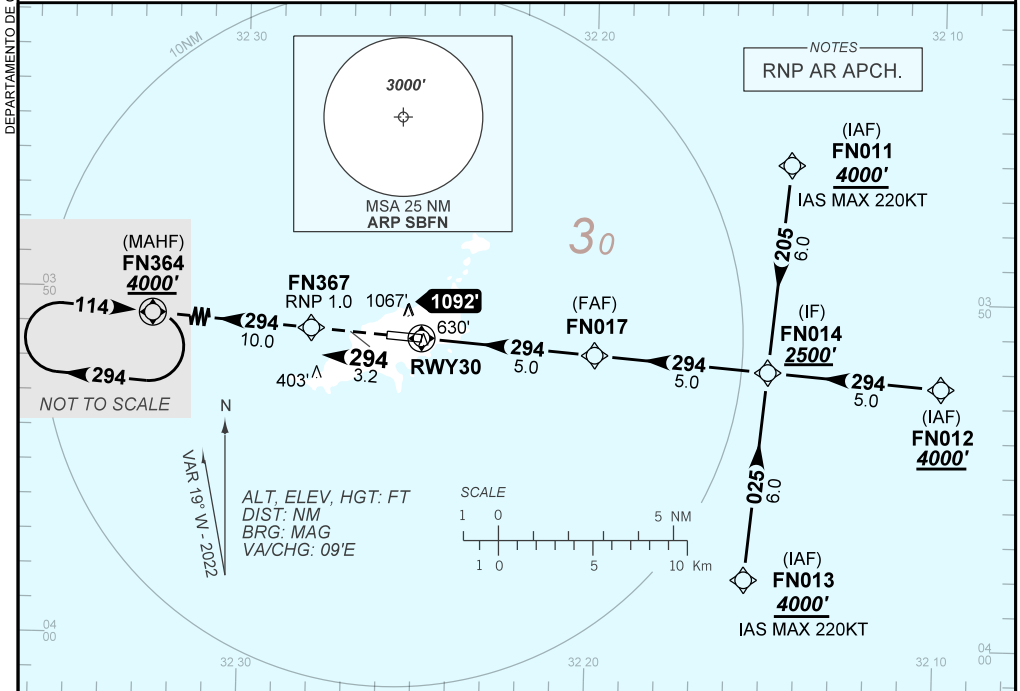 DEPARTAMENTO DE
10NM
32 30
32 20
32 10
3000'
MSA 25 NM
ARP SBFN
NOTES
RNP AR APCH.
(IAF)
FN011
4000'
IAS MAX 220KT
205
6.0
30
(MAHF)
FN364
4000'
114
294
NOT TO SCALE
03
50
294
10.0
FN367
RNP 1.0
1067'
1092'
630'
RWY30
294
3.2
403'
294
5.0
(FAF)
FN017
294
5.0
(IF)
FN014
2500'
03
50
294
5.0
(IAF)
FN012
4000'
025
6.0
(IAF)
FN013
4000'
IAS MAX 220KT
N
VAR 19° W - 2022
ALT, ELEV, HGT: FT
DIST: NM
BRG: MAG
VA/CHG: 09'E
SCALE
1 0 5 NM
1 0 5 10 Km
04
00
04
00
32 30
32 20
32 10